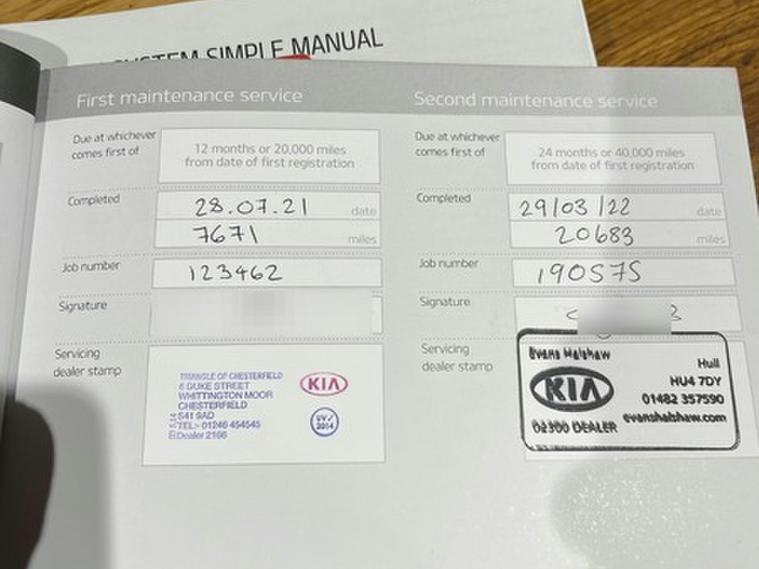 SYSTEM SIMPLE MANUAL
First maintenance service
Due at whichever
comes first of
12 months or 20,000 miles
from date of first registration
Completed
28.07.21 date
7671 miles
Job number
123462
Signature
Servicing
dealer stamp
TRIANGLE OF CHESTERFIELD
6 DUKE STREET
WHITTINGTON MOOR
CHESTERFIELD
S41 9AD
TEL:- 01246 454545
Dealer 2166
KIA
2014
Second maintenance service
Due at whichever
comes first of
24 months or 40,000 miles
from date of first registration
Completed
29/03/22 date
20683 miles
Job number
190575
Signature
Servicing
dealer stamp
Evans Halshaw
KIA
DEALER
Hull
HU4 7DY
01482 357590
evanshalshaw.com